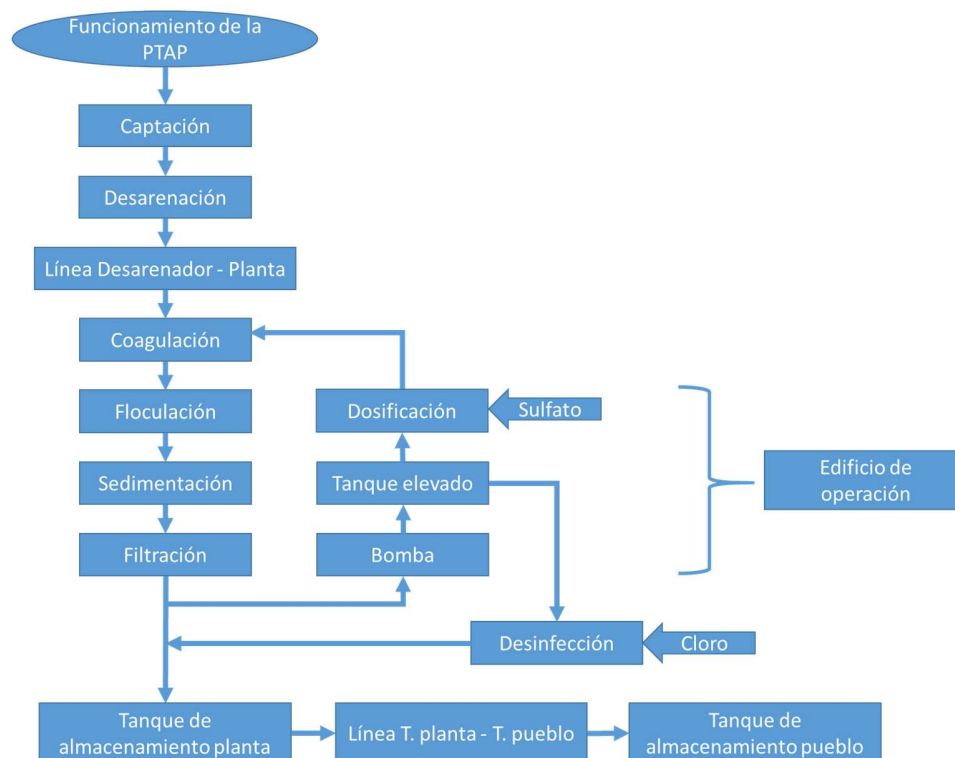 Funcionamiento de la
PTAP
Captación
Desarenación
Línea Desarenador - Planta
Coagulación
Floculación
Dosificación
Sulfato
Sedimentación
Tanque elevado
Edificio de
operación
Filtración
Bomba
Desinfección
Cloro
Tanque de
almacenamiento planta
Línea T. planta - T. pueblo
Tanque de
almacenamiento pueblo